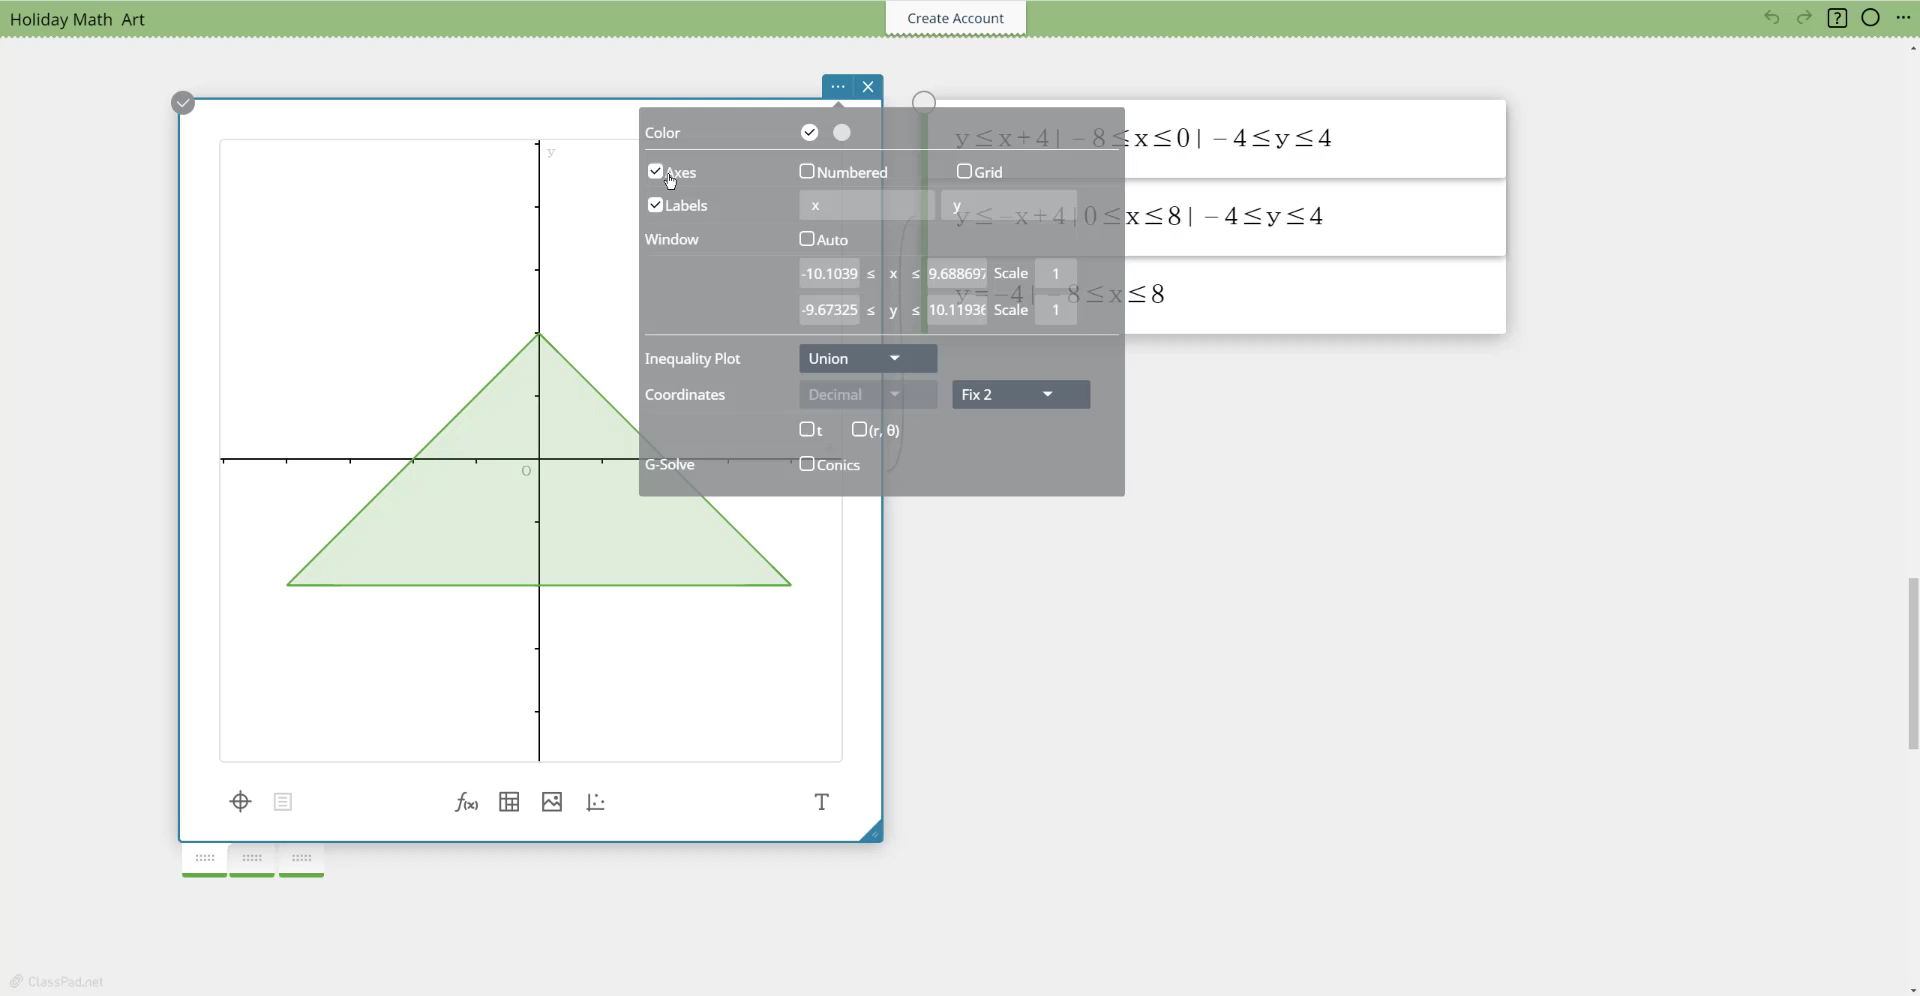 Holiday Math Art
Create Account
?
y
O
Color
Axes
Numbered
Grid
Labels
x
y
Window
Auto
-10.1039 ≤ x ≤ 9.688697 Scale 1
-9.67325 ≤ y ≤ 10.11936 Scale 1
Inequality Plot
Union
Coordinates
Decimal
Fix 2
t
(r, θ)
G-Solve
Conics
y≤x+4|−8≤x≤0|−4≤y≤4
y≤−x+4|0≤x≤8|−4≤y≤4
y=−4|−8≤x≤8
f(x)
T
ClassPad.net